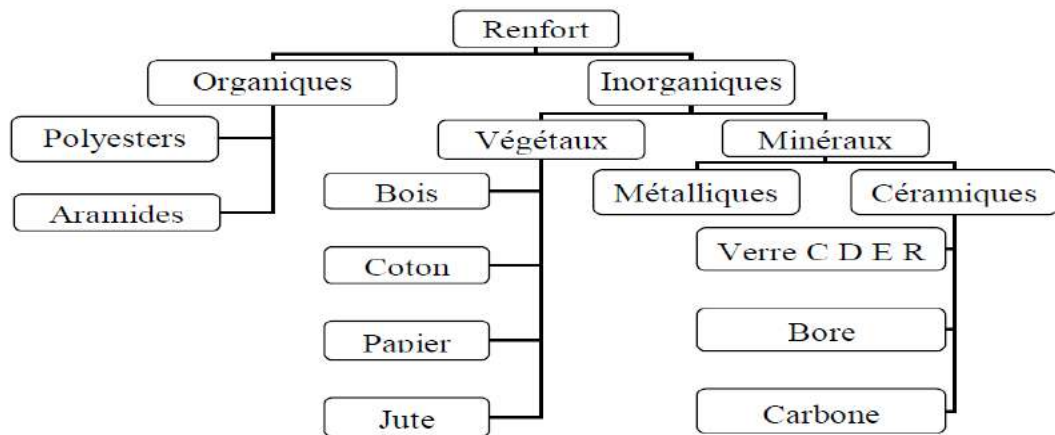 Renfort
Organiques
Inorganiques
Polyesters
Aramides
Végétaux
Minéraux
Bois
Coton
Papier
Jute
Métalliques
Céramiques
Verre C D E R
Bore
Carbone